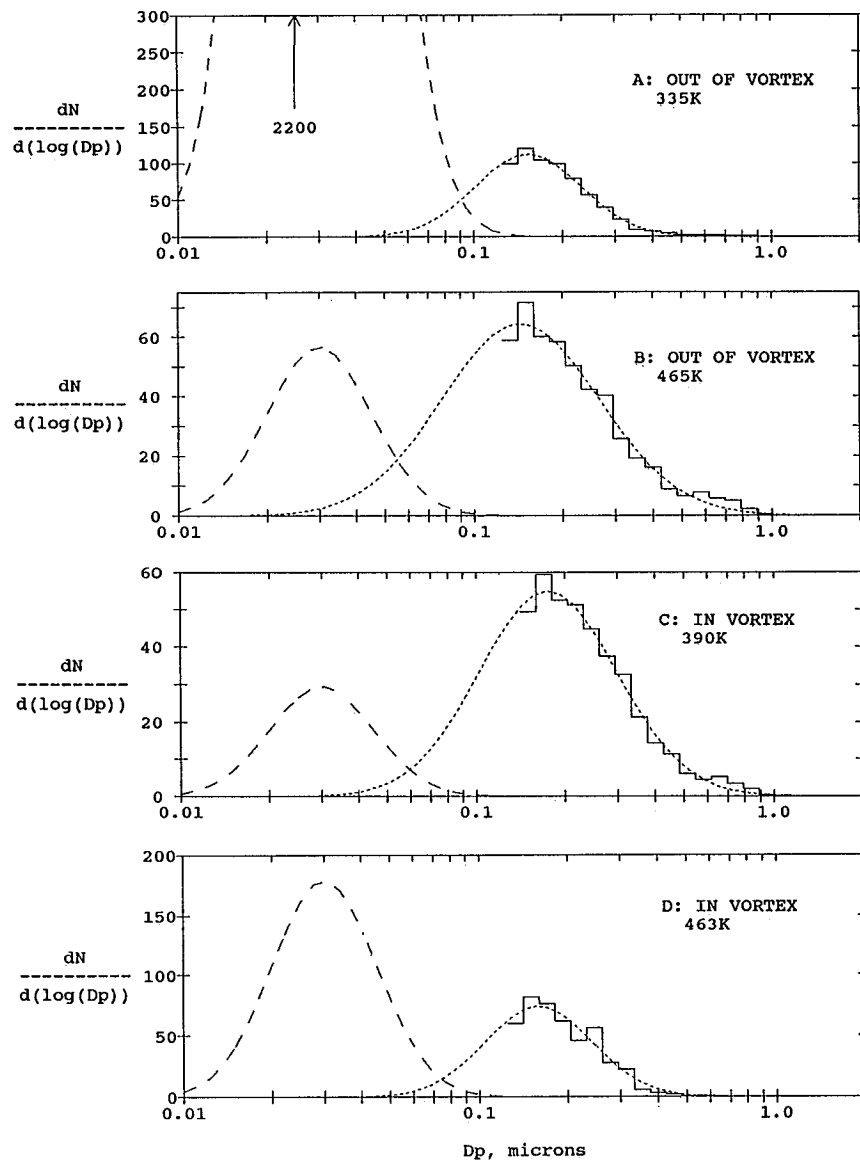 300
250
200
150
100
50
0
dN
---------
d(log(Dp))
2200
A: OUT OF VORTEX
335K
0.01
0.1
1.0
60
40
20
0
dN
---------
d(log(Dp))
B: OUT OF VORTEX
465K
0.01
0.1
1.0
60
40
20
0
dN
---------
d(log(Dp))
C: IN VORTEX
390K
0.01
0.1
1.0
200
150
100
50
0
dN
---------
d(log(Dp))
D: IN VORTEX
463K
0.01
0.1
1.0
Dp, microns